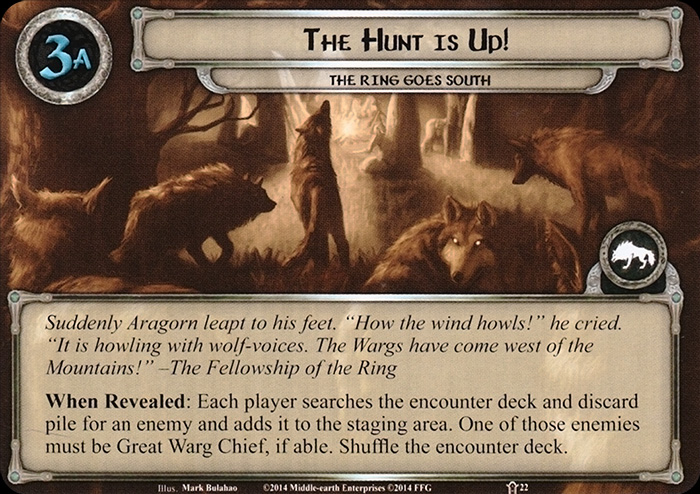 3A
The Hunt is Up!
THE RING GOES SOUTH
Suddenly Aragorn leapt to his feet. “How the wind howls!” he cried.
“It is howling with wolf-voices. The Wargs have come west of the
Mountains!” –The Fellowship of the Ring
When Revealed: Each player searches the encounter deck and discard
pile for an enemy and adds it to the staging area. One of those enemies
must be Great Warg Chief, if able. Shuffle the encounter deck.
Illus. Mark Bulahao ©2014 Middle-earth Enterprises ©2014 FFG 22